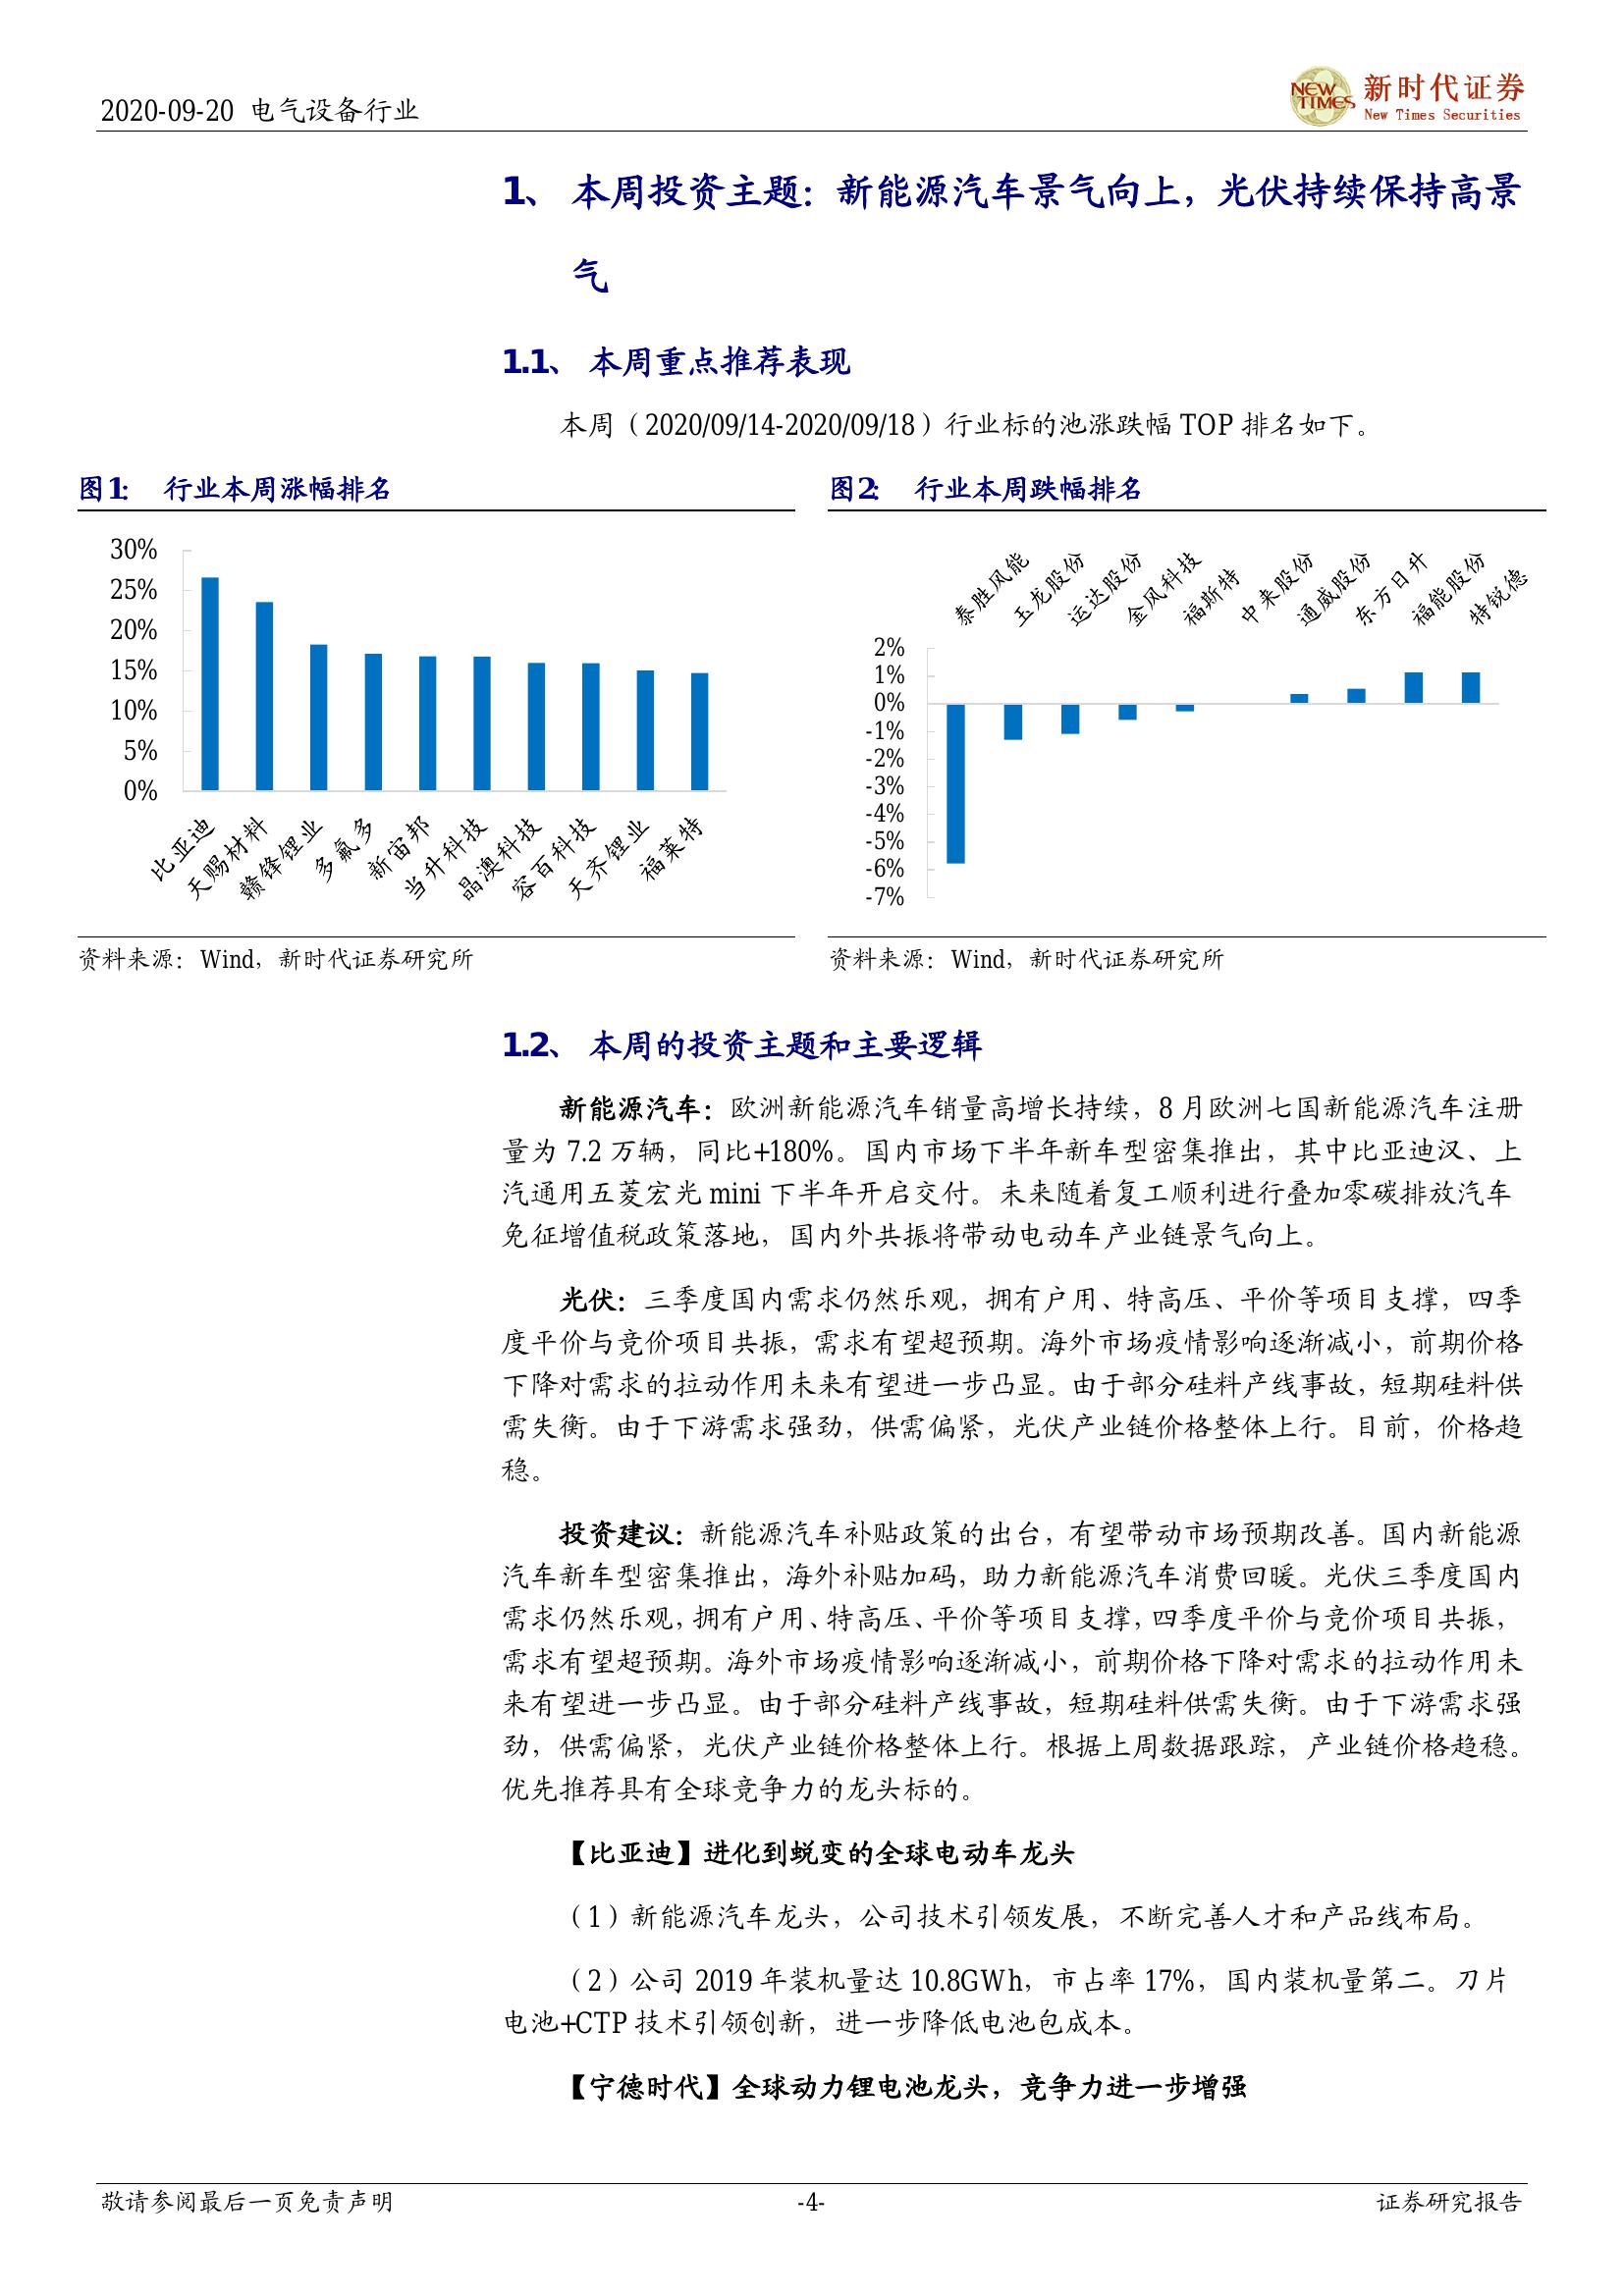 2020-09-20 电气设备行业
NEW TIMES 新时代证券
New Times Securities
1、 本周投资主题：新能源汽车景气向上，光伏持续保持高景
气
1.1、 本周重点推荐表现
本周（2020/09/14-2020/09/18）行业标的池涨跌幅 TOP 排名如下。
图1： 行业本周涨幅排名
30%
25%
20%
15%
10%
5%
0%
比亚迪
天赐材料
赣锋锂业
多氟多
新宙邦
当升科技
晶澳科技
容百科技
天齐锂业
福莱特
资料来源：Wind，新时代证券研究所
图2： 行业本周跌幅排名
泰胜风能
玉龙股份
运达股份
金风科技
福斯特
中来股份
通威股份
东方日升
福能股份
特锐德
2%
1%
0%
-1%
-2%
-3%
-4%
-5%
-6%
-7%
资料来源：Wind，新时代证券研究所
1.2、 本周的投资主题和主要逻辑
新能源汽车：欧洲新能源汽车销量高增长持续，8 月欧洲七国新能源汽车注册
量为 7.2 万辆，同比+180%。国内市场下半年新车型密集推出，其中比亚迪汉、上
汽通用五菱宏光 mini 下半年开启交付。未来随着复工顺利进行叠加零碳排放汽车
免征增值税政策落地，国内外共振将带动电动车产业链景气向上。
光伏：三季度国内需求仍然乐观，拥有户用、特高压、平价等项目支撑，四季
度平价与竞价项目共振，需求有望超预期。海外市场疫情影响逐渐减小，前期价格
下降对需求的拉动作用未来有望进一步凸显。由于部分硅料产线事故，短期硅料供
需失衡。由于下游需求强劲，供需偏紧，光伏产业链价格整体上行。目前，价格趋
稳。
投资建议：新能源汽车补贴政策的出台，有望带动市场预期改善。国内新能源
汽车新车型密集推出，海外补贴加码，助力新能源汽车消费回暖。光伏三季度国内
需求仍然乐观，拥有户用、特高压、平价等项目支撑，四季度平价与竞价项目共振，
需求有望超预期。海外市场疫情影响逐渐减小，前期价格下降对需求的拉动作用未
来有望进一步凸显。由于部分硅料产线事故，短期硅料供需失衡。由于下游需求强
劲，供需偏紧，光伏产业链价格整体上行。根据上周数据跟踪，产业链价格趋稳。
优先推荐具有全球竞争力的龙头标的。
【比亚迪】进化到蜕变的全球电动车龙头
（1）新能源汽车龙头，公司技术引领发展，不断完善人才和产品线布局。
（2）公司 2019 年装机量达 10.8GWh，市占率 17%，国内装机量第二。刀片
电池+CTP 技术引领创新，进一步降低电池包成本。
【宁德时代】全球动力锂电池龙头，竞争力进一步增强
敬请参阅最后一页免责声明
-4-
证券研究报告